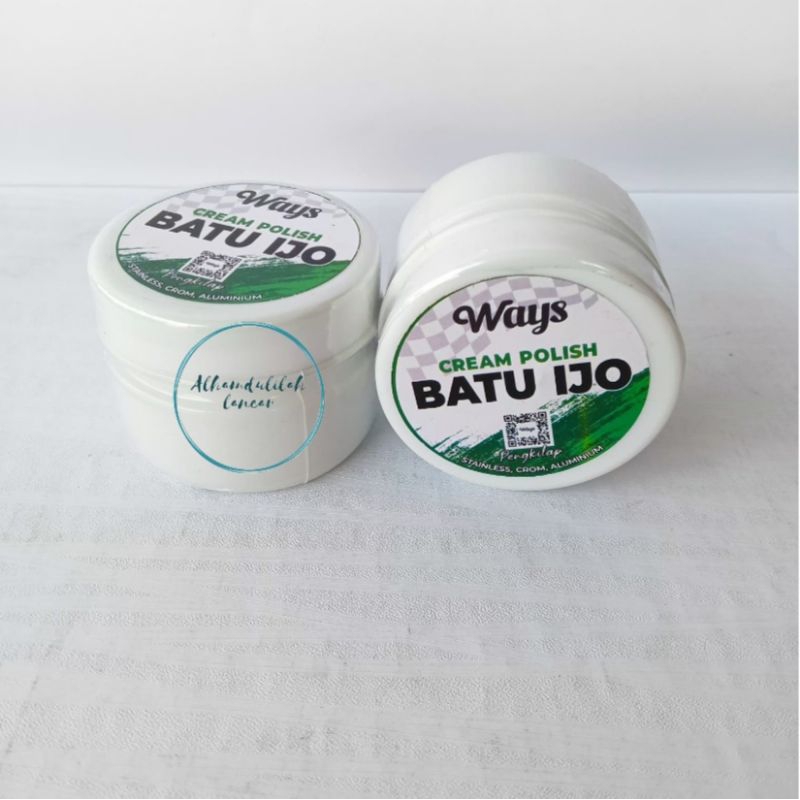 Ways
CREAM POLISH
BATU IJO
Pengkilap
STAINLESS, CROM, ALUMINIUM
Alhamdulilah
lancar
Ways
CREAM POLISH
BATU IJO
Pengkilap
STAINLESS, CROM, ALUMINIUM